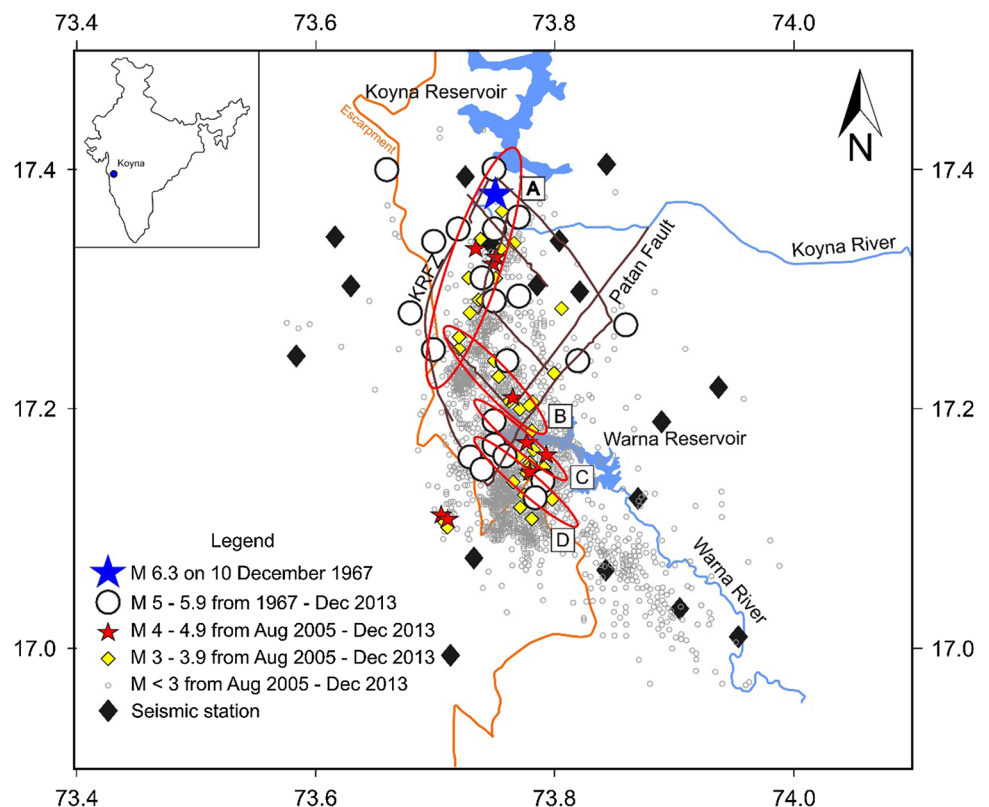 73.4 73.6 73.8 74.0
Koyna Reservoir
Escarpment
Koyna
N
17.4 17.4
A
Koyna River
KRFZ
Patan Fault
17.2 17.2
B
Warna Reservoir
C
D
Warna River
Legend
M 6.3 on 10 December 1967
M 5 - 5.9 from 1967 - Dec 2013
M 4 - 4.9 from Aug 2005 - Dec 2013
M 3 - 3.9 from Aug 2005 - Dec 2013
M < 3 from Aug 2005 - Dec 2013
Seismic station
17.0 17.0
73.4 73.6 73.8 74.0